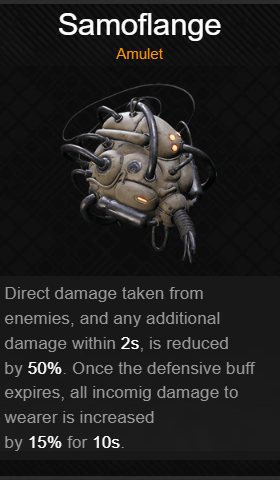 Samoflange
Amulet
Direct damage taken from
enemies, and any additional
damage within 2s, is reduced
by 50%. Once the defensive buff
expires, all incomig damage to
wearer is increased
by 15% for 10s.